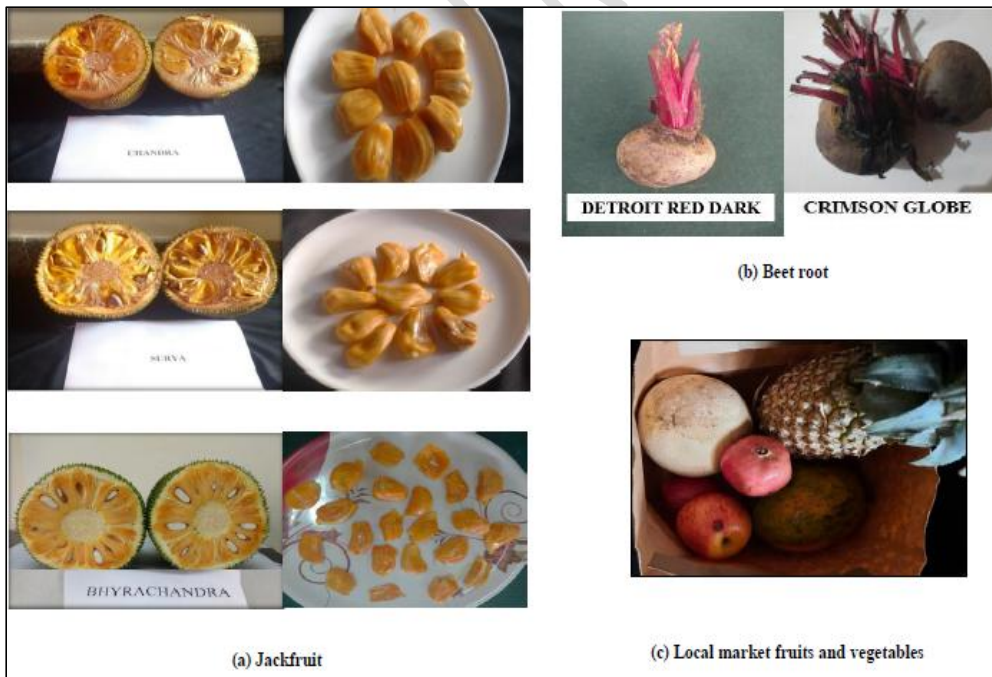 CHANDRA
SURYA
BHYRACHANDRA
(a) Jackfruit
DETROIT RED DARK
CRIMSON GLOBE
(b) Beet root
(c) Local market fruits and vegetables